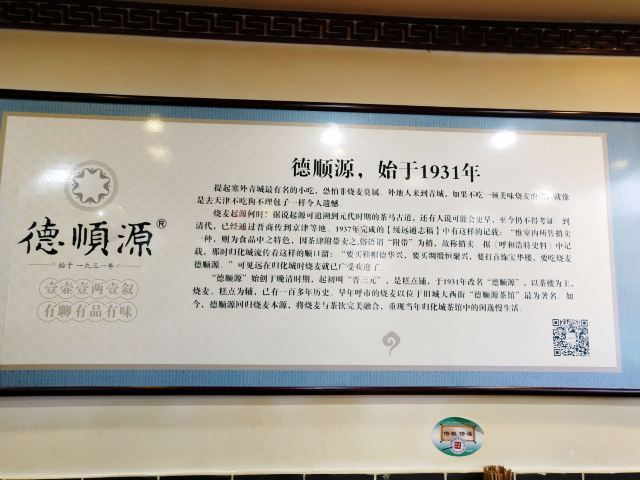 德顺源，始于1931年
提起塞外青城最有名的小吃，恐怕非烧麦莫属。外地人来到青城，如果不吃一顿美味烧麦的话，就像
是去天津不吃狗不理包子一样令人遗憾。
烧麦起源何时？据说起源可追溯到元代时期的茶马古道，还有人说可能会更早，至今仍不得考证。到
清代，已经通过晋商传到京津等地。1937年完成的【绥远通志稿】中有这样的记载：“惟室内所售捎卖
一种，则为食品中之特色，因茶肆附带卖之。俗语谓“附带”为捎，故称捎卖。据《呼和浩特史料》中记
载，那时归化城流传着这样的顺口溜：“要买鞋帽德华兴，要买绸缎恒聚兴，要打首饰宝华楼，要吃烧麦
德顺源。”可见远在归化城时烧麦就已广受欢迎了。
“德顺源”始创于晚清时期，起初叫“晋三元”，是糕点铺，于1931年改名“德顺源”，以茶楼为主，
烧麦、糕点为辅，已有一百多年历史。早年呼市的烧麦以位于旧城大西街“德顺源茶馆”最为著名。如
今，德顺源回归烧麦本源，将烧麦与茶饮完美融合，重现当年归化城茶馆中的闲逸慢生活。
德順源®
始于一九三一年
壹壶壹两壹叙
有聊有品有味